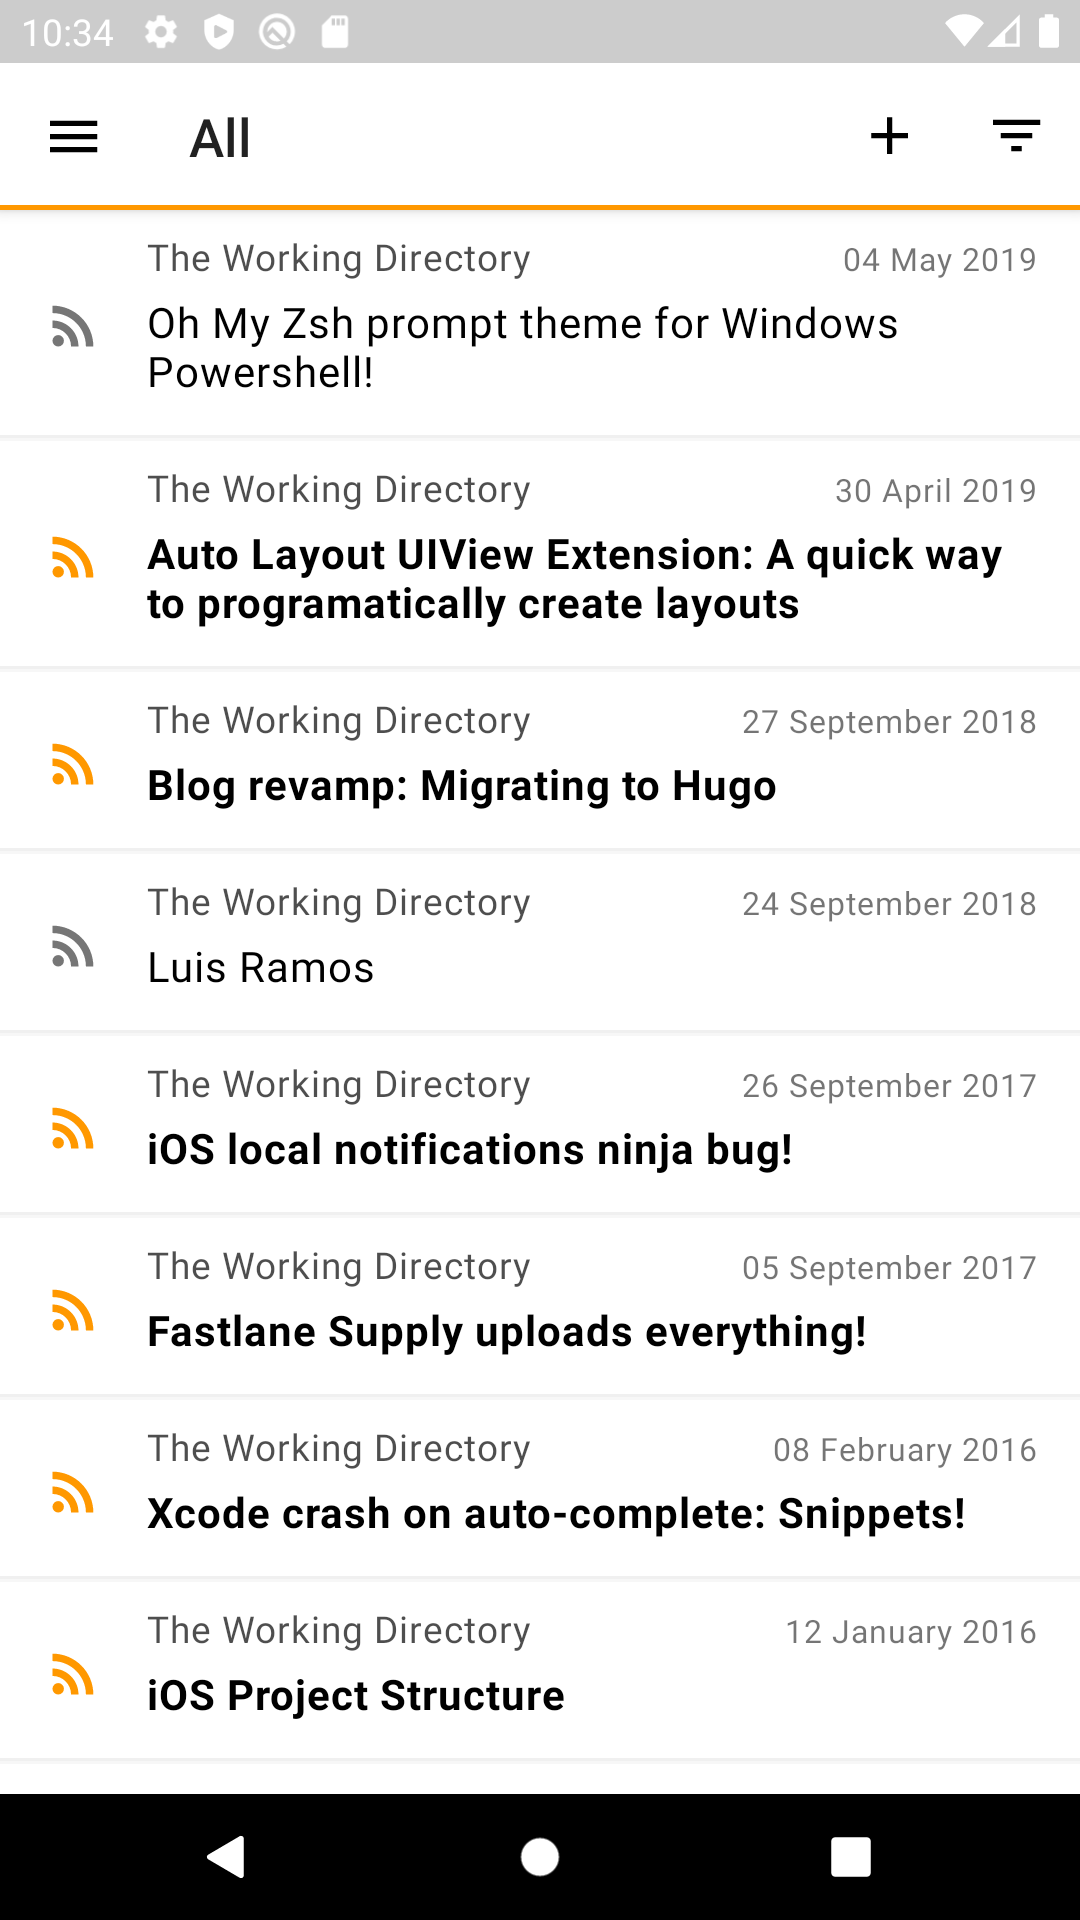 10:34
All
The Working Directory 04 May 2019
Oh My Zsh prompt theme for Windows
Powershell!
The Working Directory 30 April 2019
Auto Layout UIView Extension: A quick way
to programatically create layouts
The Working Directory 27 September 2018
Blog revamp: Migrating to Hugo
The Working Directory 24 September 2018
Luis Ramos
The Working Directory 26 September 2017
iOS local notifications ninja bug!
The Working Directory 05 September 2017
Fastlane Supply uploads everything!
The Working Directory 08 February 2016
Xcode crash on auto-complete: Snippets!
The Working Directory 12 January 2016
iOS Project Structure